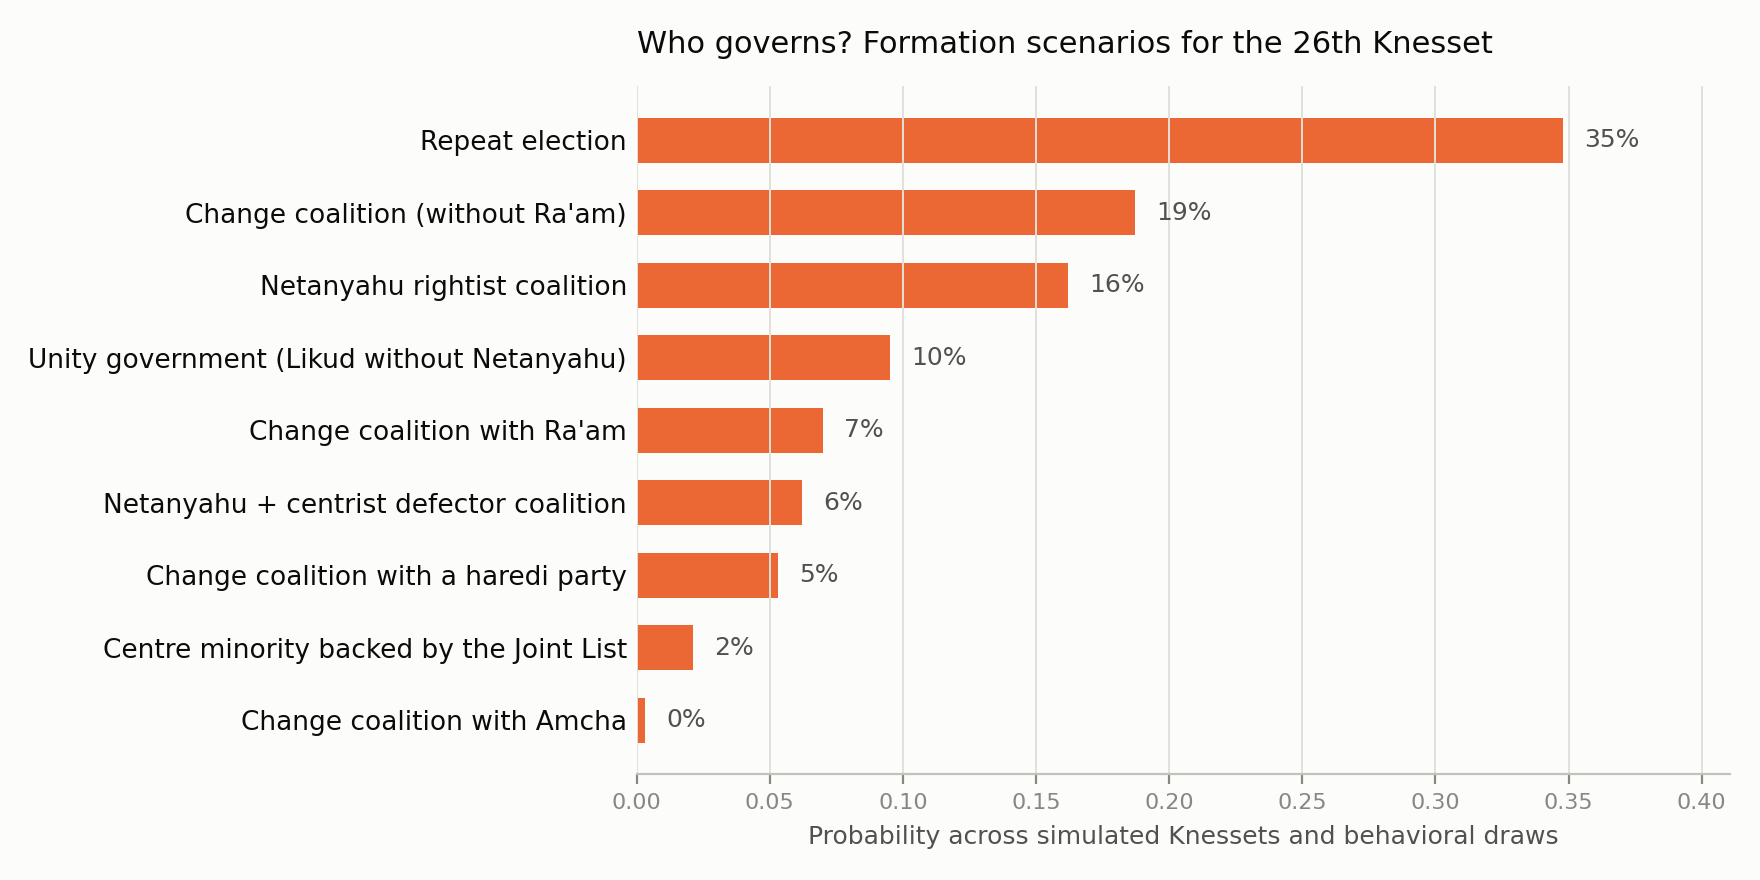 Who governs? Formation scenarios for the 26th Knesset
Repeat election 35%
Change coalition (without Ra'am) 19%
Netanyahu rightist coalition 16%
Unity government (Likud without Netanyahu) 10%
Change coalition with Ra'am 7%
Netanyahu + centrist defector coalition 6%
Change coalition with a haredi party 5%
Centre minority backed by the Joint List 2%
Change coalition with Amcha 0%
0.00 0.05 0.10 0.15 0.20 0.25 0.30 0.35 0.40
Probability across simulated Knessets and behavioral draws